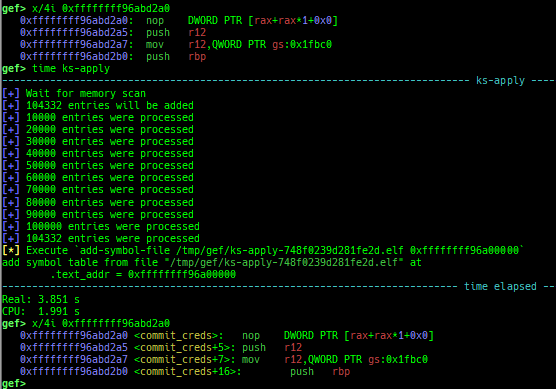 gef> x/4i 0xffffffff96abd2a0
   0xffffffff96abd2a0:  nop    DWORD PTR [rax+rax*1+0x0]
   0xffffffff96abd2a5:  push   r12
   0xffffffff96abd2a7:  mov    r12,QWORD PTR gs:0x1fbc0
   0xffffffff96abd2b0:  push   rbp
gef> time ks-apply
─────────────────────────────────────────────────────────────────────────── ks-apply ────
[+] Wait for memory scan
[+] 104332 entries will be added
[+] 10000 entries were processed
[+] 20000 entries were processed
[+] 30000 entries were processed
[+] 40000 entries were processed
[+] 50000 entries were processed
[+] 60000 entries were processed
[+] 70000 entries were processed
[+] 80000 entries were processed
[+] 90000 entries were processed
[+] 100000 entries were processed
[+] 104332 entries were processed
[*] Execute `add-symbol-file /tmp/gef/ks-apply-748f0239d281fe2d.elf 0xffffffff96a00000`
add symbol table from file "/tmp/gef/ks-apply-748f0239d281fe2d.elf" at
        .text_addr = 0xffffffff96a00000
─────────────────────────────────────────────────────────────────────── time elapsed ────
Real: 3.851 s
CPU:  1.991 s
gef> x/4i 0xffffffff96abd2a0
   0xffffffff96abd2a0 <commit_creds>:   nop    DWORD PTR [rax+rax*1+0x0]
   0xffffffff96abd2a5 <commit_creds+5>: push   r12
   0xffffffff96abd2a7 <commit_creds+7>: mov    r12,QWORD PTR gs:0x1fbc0
   0xffffffff96abd2b0 <commit_creds+16>:        push   rbp
gef>